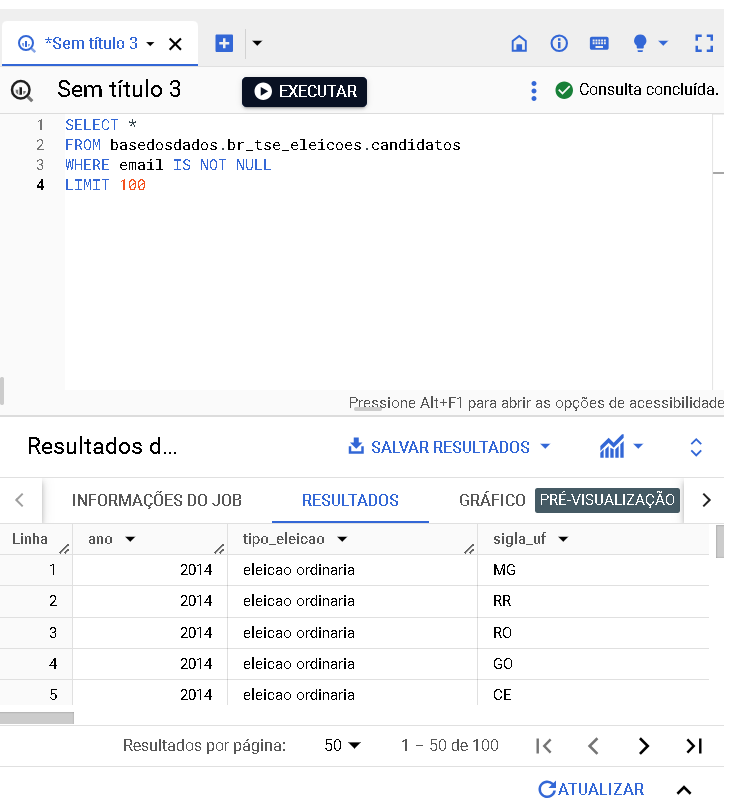 *Sem título 3
Sem título 3 EXECUTAR Consulta concluída.
1 SELECT *
2 FROM basedosdados.br_tse_eleicoes.candidatos
3 WHERE email IS NOT NULL
4 LIMIT 100
Pressione Alt+F1 para abrir as opções de acessibilidade
Resultados d... SALVAR RESULTADOS
INFORMAÇÕES DO JOB RESULTADOS GRÁFICO PRÉ-VISUALIZAÇÃO
Linha ano tipo_eleicao sigla_uf
1 2014 eleicao ordinaria MG
2 2014 eleicao ordinaria RR
3 2014 eleicao ordinaria RO
4 2014 eleicao ordinaria GO
5 2014 eleicao ordinaria CE
Resultados por página: 50 1 – 50 de 100
ATUALIZAR